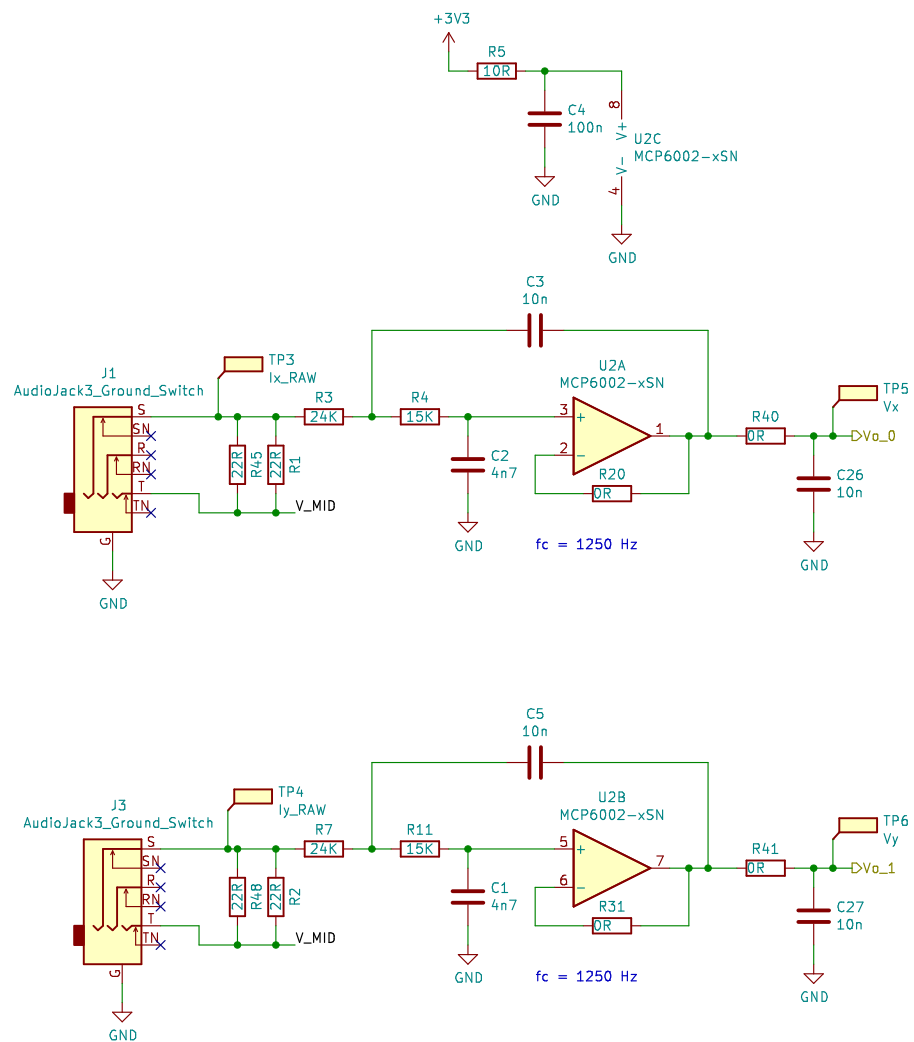 +3V3
R5
10R
C4
100n
8
V+
U2C
MCP6002-xSN
V-
4
GND
GND
C3
10n
J1
AudioJack3_Ground_Switch
TP3
Ix_RAW
U2A
MCP6002-xSN
TP5
Vx
S
SN
R
RN
T
TN
G
GND
22R
R45
22R
R1
V_MID
R3
24K
R4
15K
C2
4n7
GND
3
+
2
-
1
R20
0R
fc = 1250 Hz
R40
0R
Vo_0
C26
10n
GND
C5
10n
J3
AudioJack3_Ground_Switch
TP4
Iy_RAW
U2B
MCP6002-xSN
TP6
Vy
S
SN
R
RN
T
TN
G
GND
22R
R48
22R
R2
V_MID
R7
24K
R11
15K
C1
4n7
GND
5
+
6
-
7
R31
0R
fc = 1250 Hz
R41
0R
Vo_1
C27
10n
GND